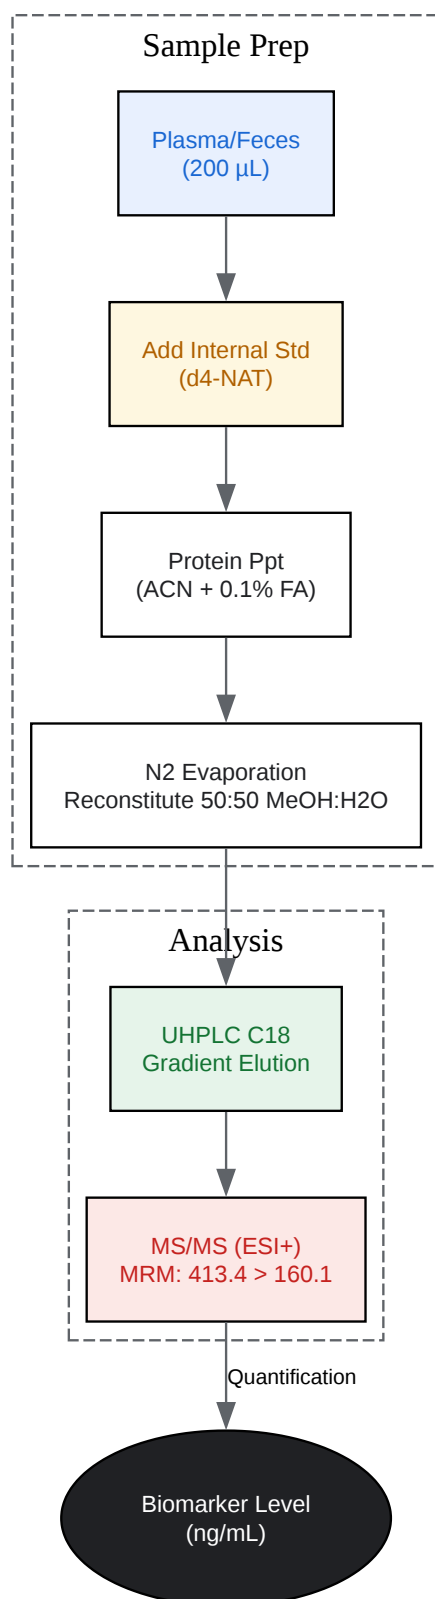 Sample Prep
Plasma/Feces
(200 µL)
Add Internal Std
(d4-NAT)
Protein Ppt
(ACN + 0.1% FA)
N2 Evaporation
Reconstitute 50:50 MeOH:H2O
Analysis
UHPLC C18
Gradient Elution
MS/MS (ESI+)
MRM: 413.4 > 160.1
Quantification
Biomarker Level
(ng/mL)